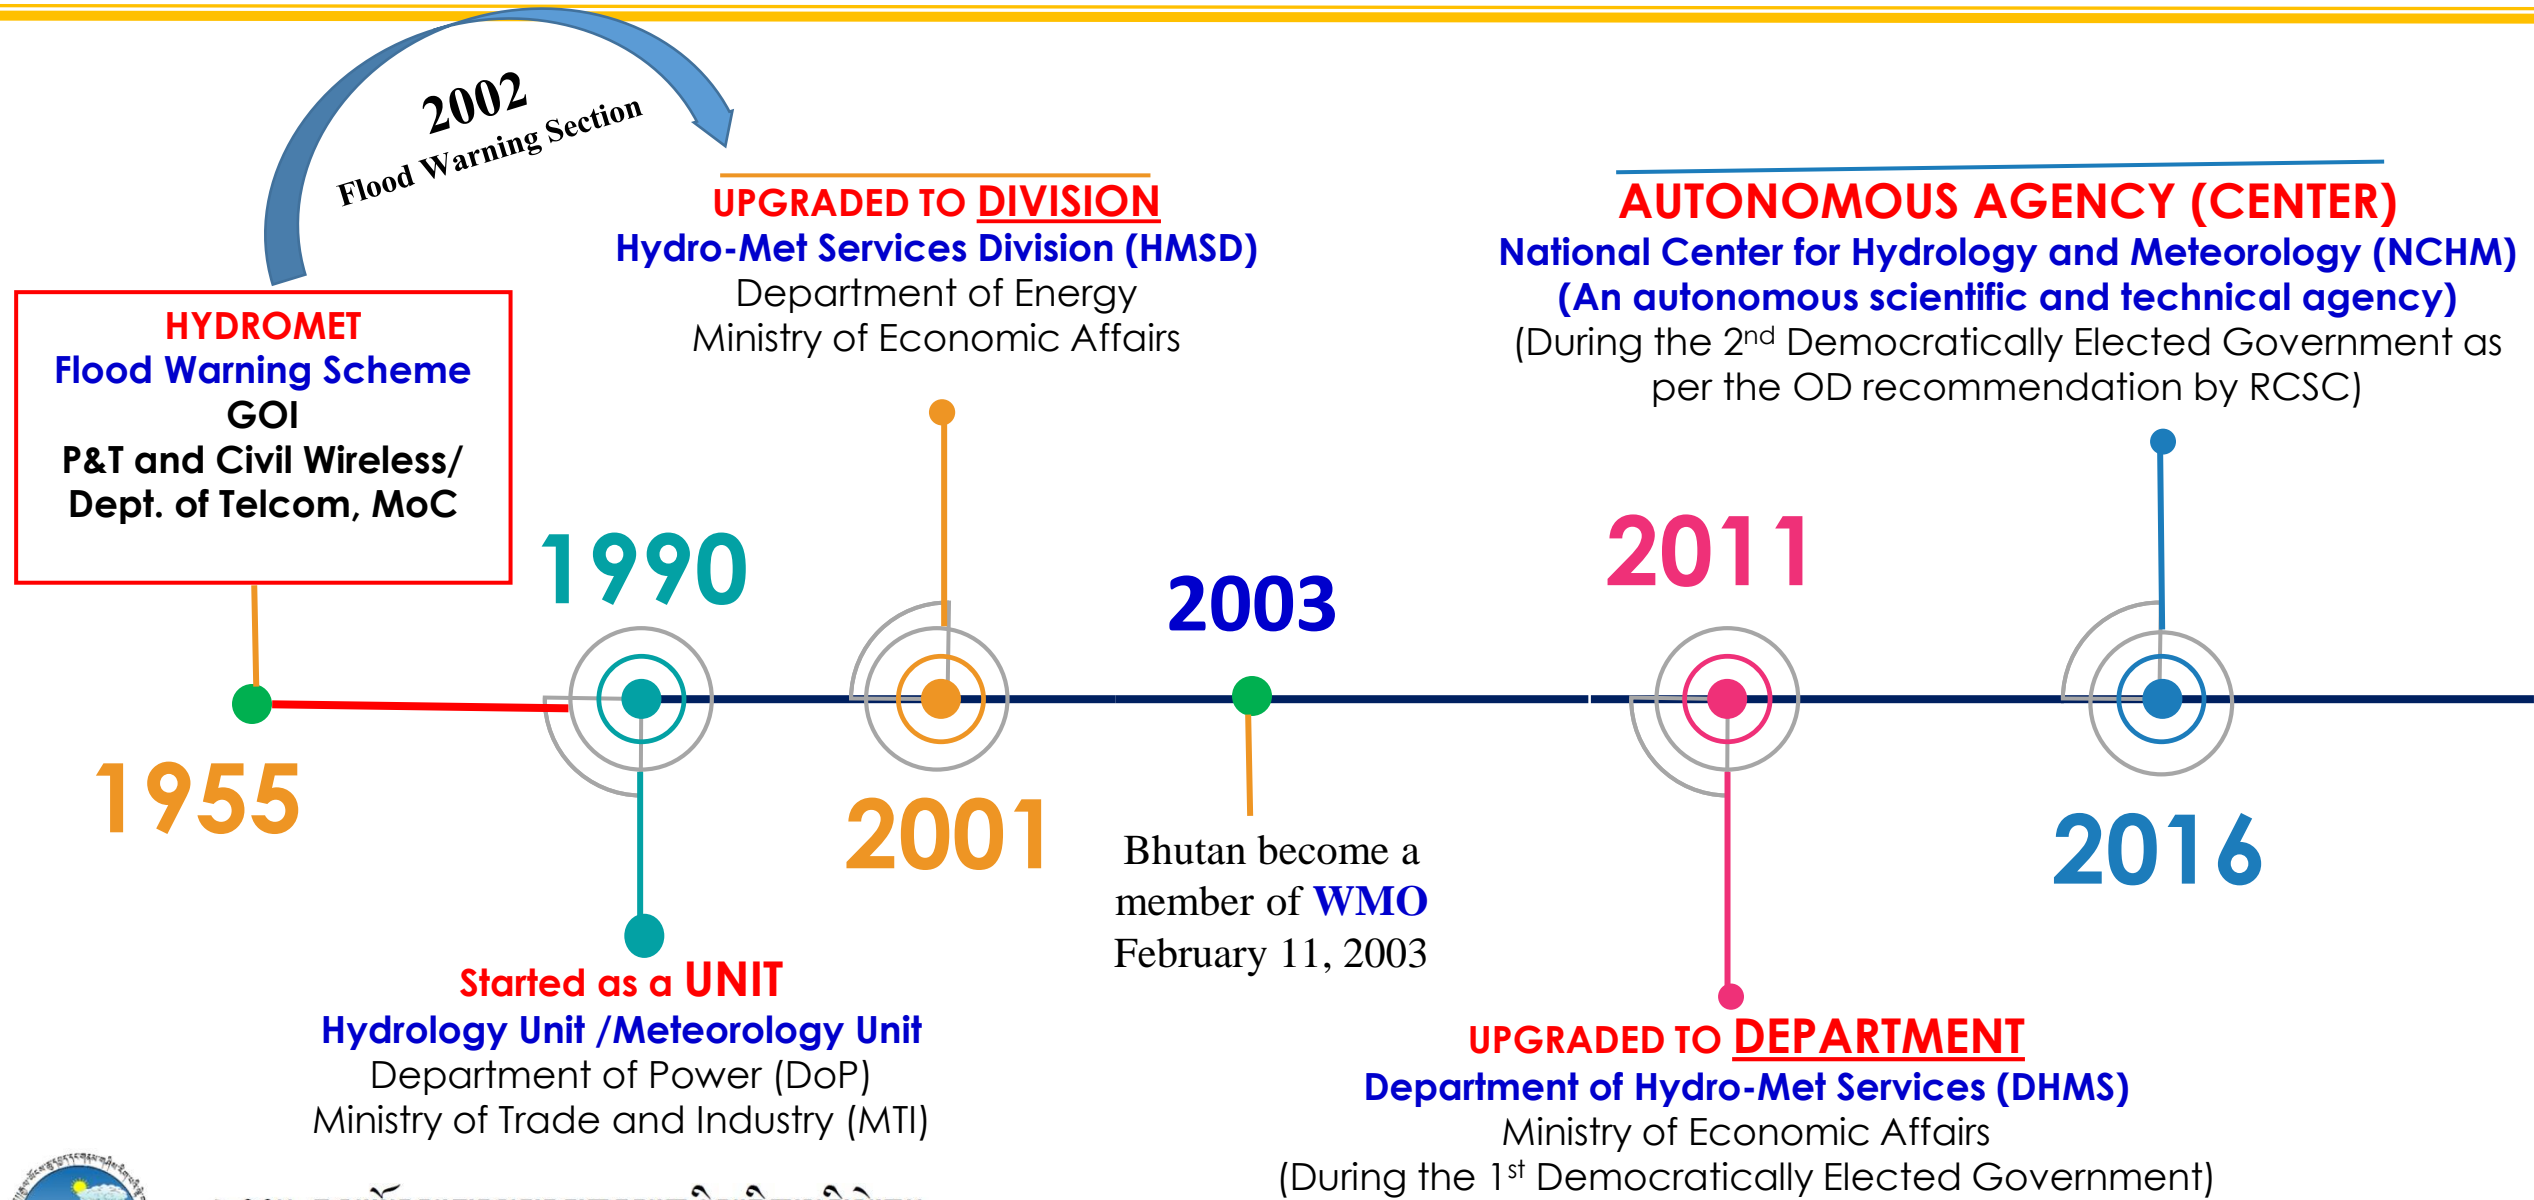 2002
Flood Warning Section
HYDROMET
Flood Warning Scheme
GOI
P&T and Civil Wireless/
Dept. of Telcom, MoC
1955
1990
Started as a UNIT
Hydrology Unit /Meteorology Unit
Department of Power (DoP)
Ministry of Trade and Industry (MTI)
UPGRADED TO DIVISION
Hydro-Met Services Division (HMSD)
Department of Energy
Ministry of Economic Affairs
2001
2003
Bhutan become a
member of WMO
February 11, 2003
2011
UPGRADED TO DEPARTMENT
Department of Hydro-Met Services (DHMS)
Ministry of Economic Affairs
(During the 1st Democratically Elected Government)
AUTONOMOUS AGENCY (CENTER)
National Center for Hydrology and Meteorology (NCHM)
(An autonomous scientific and technical agency)
(During the 2nd Democratically Elected Government as
per the OD recommendation by RCSC)
2016